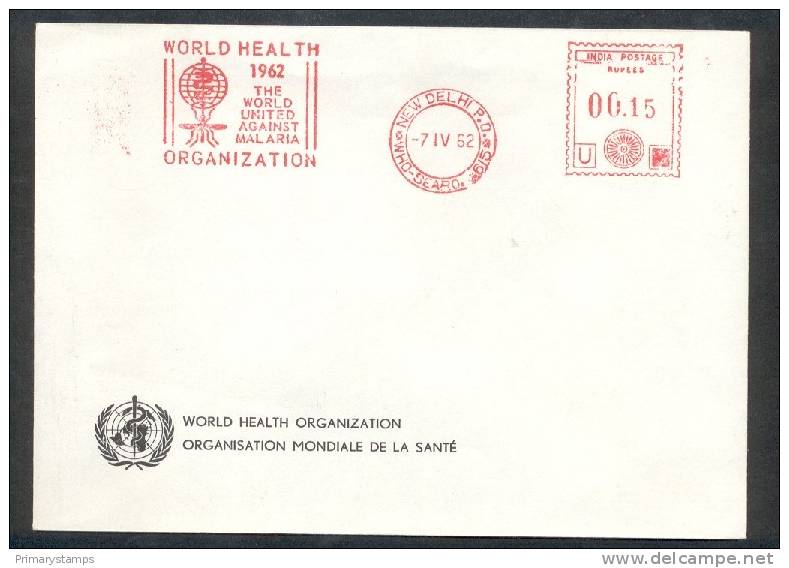 WORLD HEALTH
1962
THE
WORLD
UNITED
AGAINST
MALARIA
ORGANIZATION
NEW DELHI P.O.
-7 IV 62
WHO-SEARO.
INDIA POSTAGE
RUPEES
00.15
U
WORLD HEALTH ORGANIZATION
ORGANISATION MONDIALE DE LA SANTÉ
Primarystamps
delcampe.net